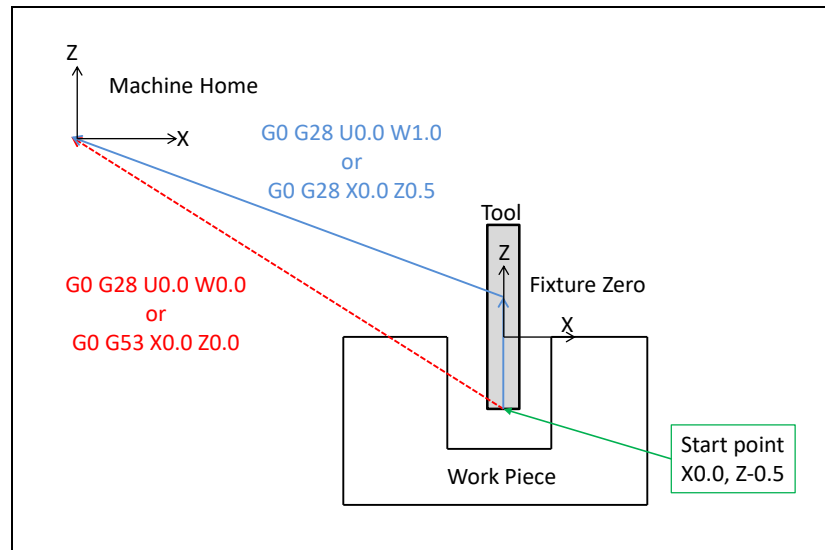 Z
Machine Home
X
G0 G28 U0.0 W1.0
or
G0 G28 X0.0 Z0.5
Tool
Z
Fixture Zero
X
G0 G28 U0.0 W0.0
or
G0 G53 X0.0 Z0.0
Start point
X0.0, Z-0.5
Work Piece